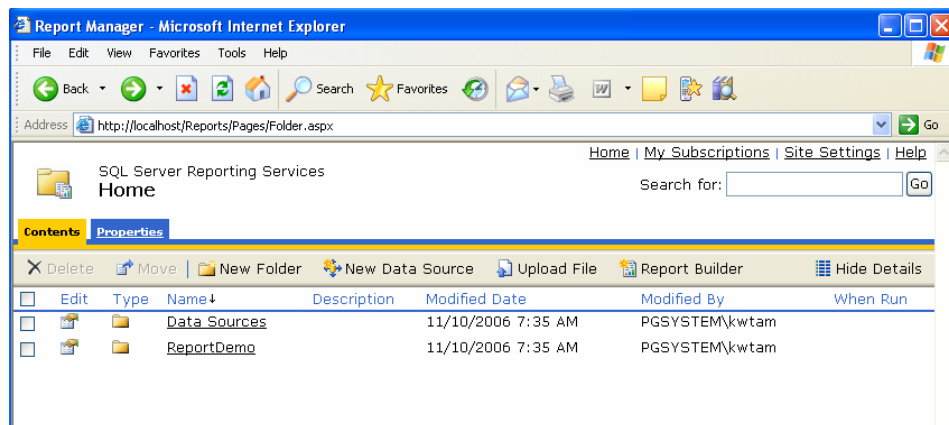 Report Manager - Microsoft Internet Explorer
File Edit View Favorites Tools Help
Back Search Favorites W
Address http://localhost/Reports/Pages/Folder.aspx Go
Home | My Subscriptions | Site Settings | Help
SQL Server Reporting Services
Home
Search for: Go
Contents Properties
Delete Move | New Folder New Data Source Upload File Report Builder Hide Details
Edit Type Name↓ Description Modified Date Modified By When Run
Data Sources 11/10/2006 7:35 AM PGSYSTEM\kwtam
ReportDemo 11/10/2006 7:35 AM PGSYSTEM\kwtam